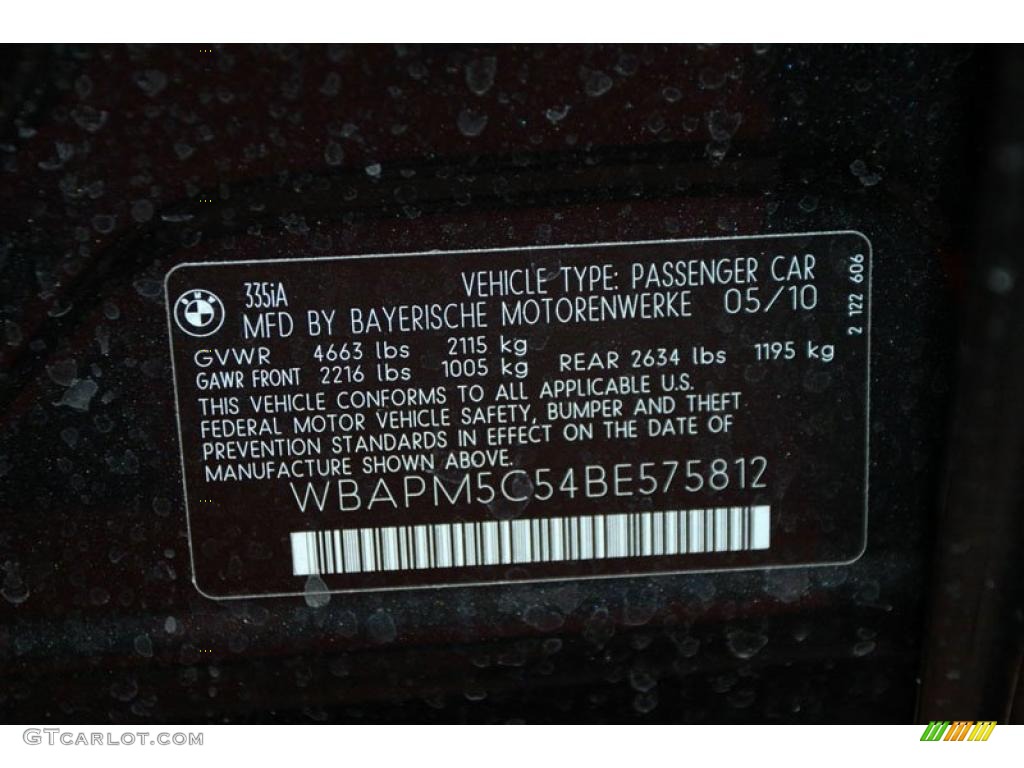 335iA VEHICLE TYPE: PASSENGER CAR
MFD BY BAYERISCHE MOTORENWERKE 05/10
2 122 606
GVWR 4663 lbs 2115 kg
GAWR FRONT 2216 lbs 1005 kg REAR 2634 lbs 1195 kg
THIS VEHICLE CONFORMS TO ALL APPLICABLE U.S.
FEDERAL MOTOR VEHICLE SAFETY, BUMPER AND THEFT
PREVENTION STANDARDS IN EFFECT ON THE DATE OF
MANUFACTURE SHOWN ABOVE.
WBAPM5C54BE575812
GTCarlot.com